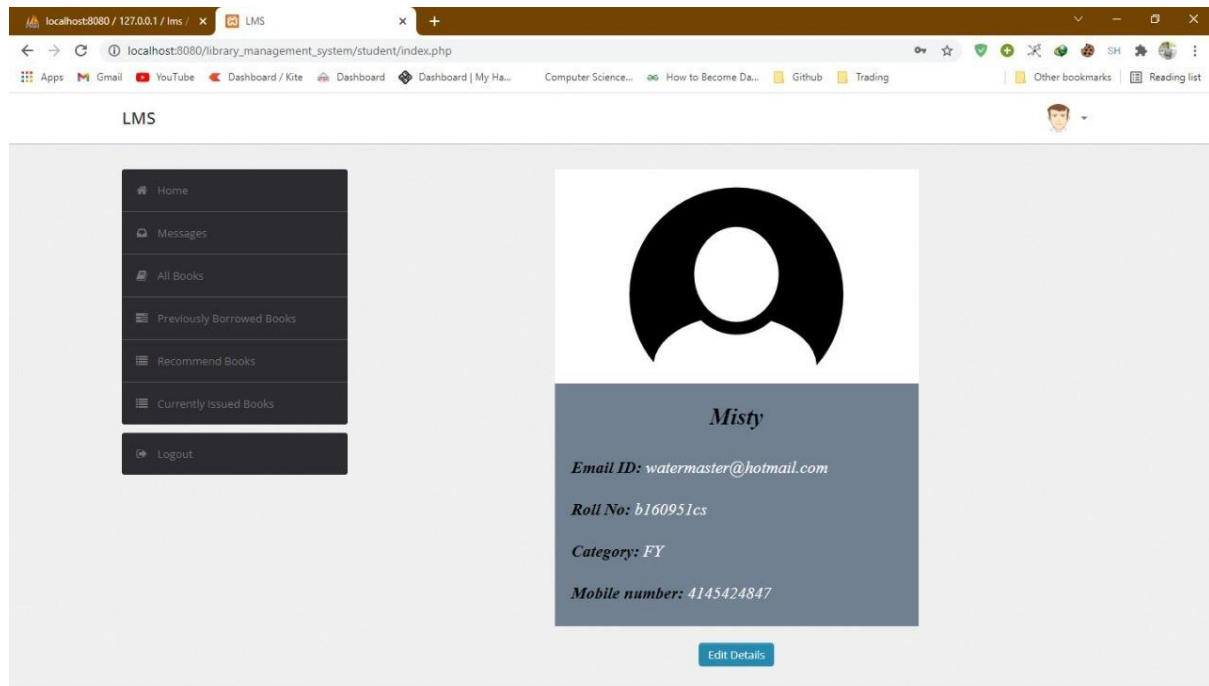 localhost:8080 / 127.0.0.1 / lms /
LMS
localhost:8080/library_management_system/student/index.php
SH
Apps
Gmail
YouTube
Dashboard / Kite
Dashboard
Dashboard | My Ha...
Computer Science...
How to Become Da...
Github
Trading
Other bookmarks
Reading list
LMS
Home
Messages
All Books
Previously Borrowed Books
Recommend Books
Currently Issued Books
Logout
Misty
Email ID: watermaster@hotmail.com
Roll No: b160951cs
Category: FY
Mobile number: 4145424847
Edit Details